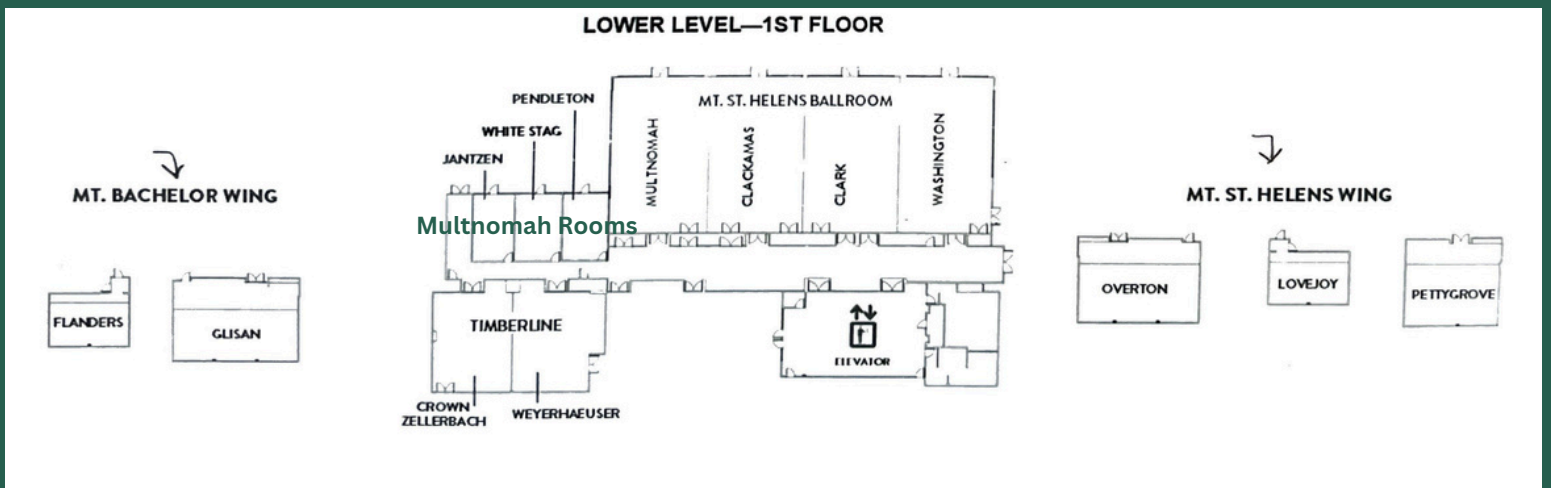 LOWER LEVEL—1ST FLOOR
PENDLETON
WHITE STAG
JANTZEN
MT. ST. HELENS BALLROOM
MULTNOMAH
CLACKAMAS
CLARK
WASHINGTON
MT. BACHELOR WING
MT. ST. HELENS WING
Multnomah Rooms
FLANDERS
GLISAN
TIMBERLINE
ELEVATOR
OVERTON
LOVEJOY
PETTYGROVE
CROWN
ZELLERBACH
WEYERHAEUSER